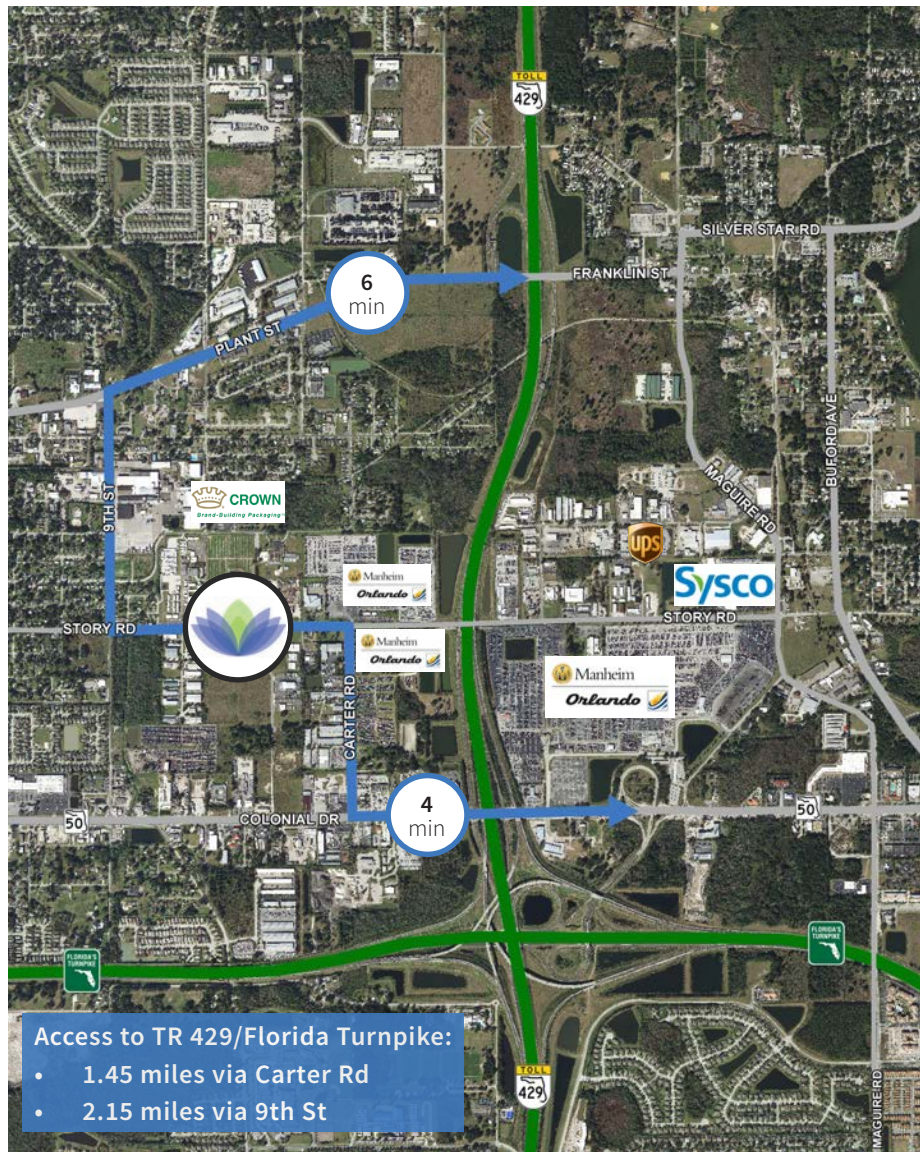 TOLL
429
SILVER STAR RD
FRANKLIN ST
6
min
PLANT ST
9TH ST
BUFORD AVE
MAGUIRE RD
CROWN
Brand-Building Packaging
ups
Sysco
Manheim
Orlando
STORY RD
STORY RD
Manheim
Orlando
Manheim
Orlando
CARTER RD
50
COLONIAL DR
4
min
50
FLORIDA'S
TURNPIKE
FLORIDA'S
TURNPIKE
Access to TR 429/Florida Turnpike:
• 1.45 miles via Carter Rd
• 2.15 miles via 9th St
TOLL
429
MAGUIRE RD